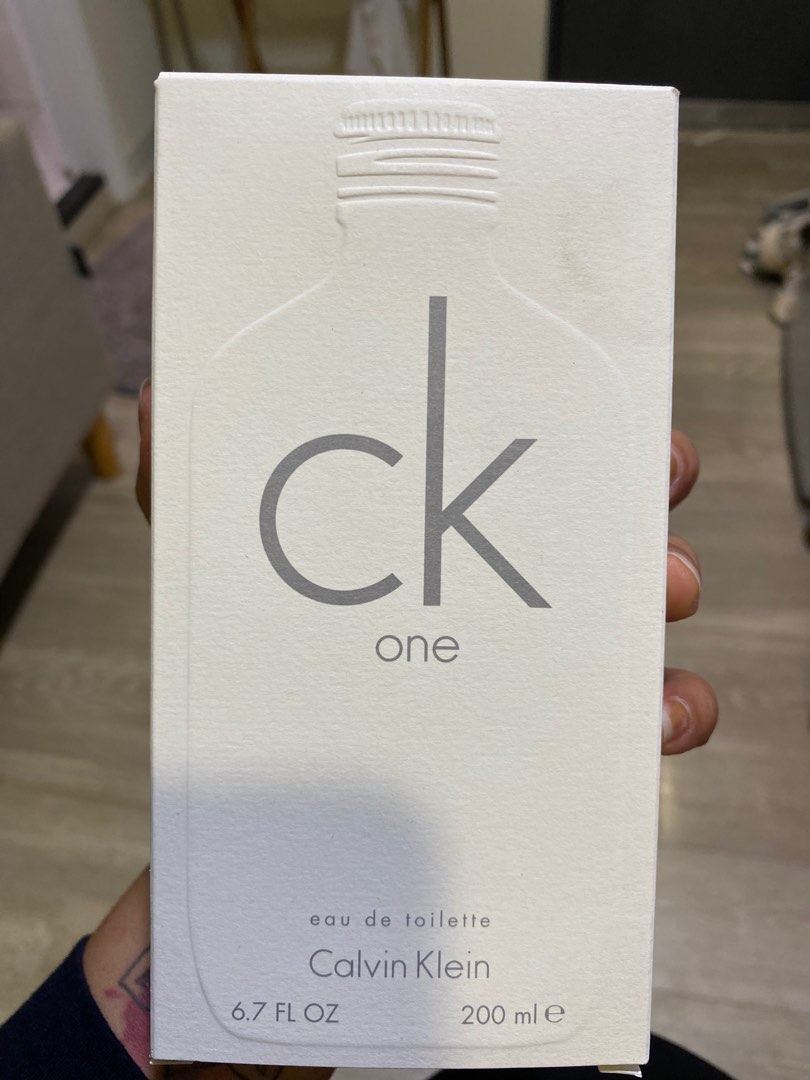 ck
one
eau de toilette
Calvin Klein
6.7 FL OZ 200 ml ℮